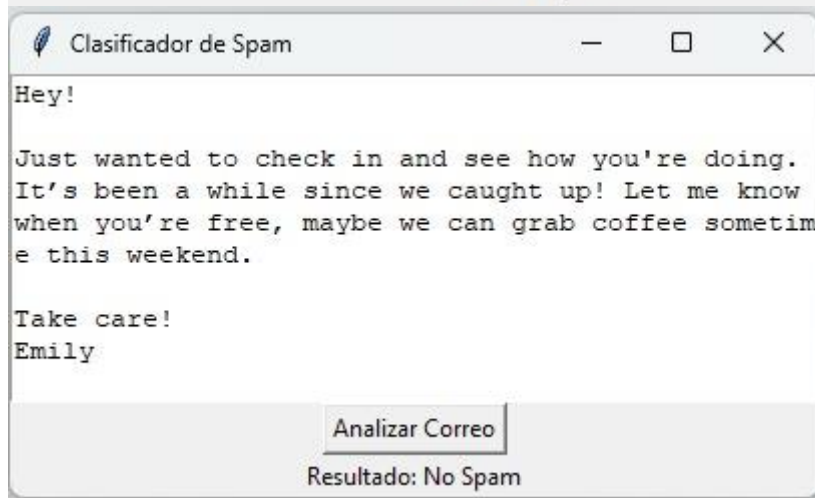 Clasificador de Spam
Hey!
Just wanted to check in and see how you're doing.
It’s been a while since we caught up! Let me know
when you’re free, maybe we can grab coffee sometim
e this weekend.
Take care!
Emily
Analizar Correo
Resultado: No Spam